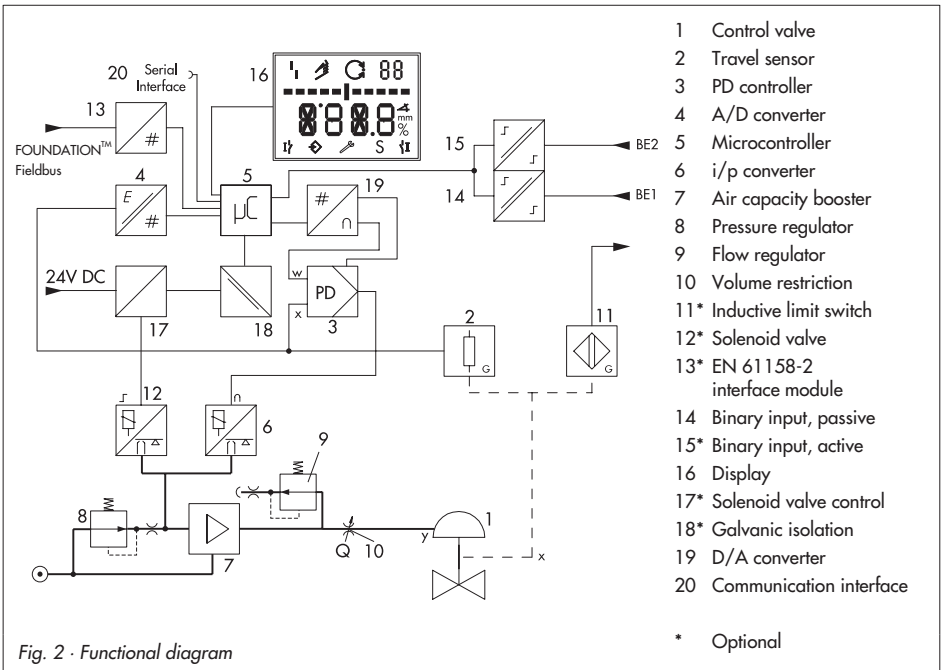 20 Serial Interface
16
88
mm
%
S
13
#
FOUNDATION™ Fieldbus
4
E
#
5
µC
19
#
∩
15
BE2
14
BE1
24V DC
17
18
w
PD
x
3
2
G
11
G
12
∩
∩
6
9
8
7
Q
10
y
1
x
1 Control valve
2 Travel sensor
3 PD controller
4 A/D converter
5 Microcontroller
6 i/p converter
7 Air capacity booster
8 Pressure regulator
9 Flow regulator
10 Volume restriction
11* Inductive limit switch
12* Solenoid valve
13* EN 61158-2
interface module
14 Binary input, passive
15* Binary input, active
16 Display
17* Solenoid valve control
18* Galvanic isolation
19 D/A converter
20 Communication interface
* Optional
Fig. 2 · Functional diagram